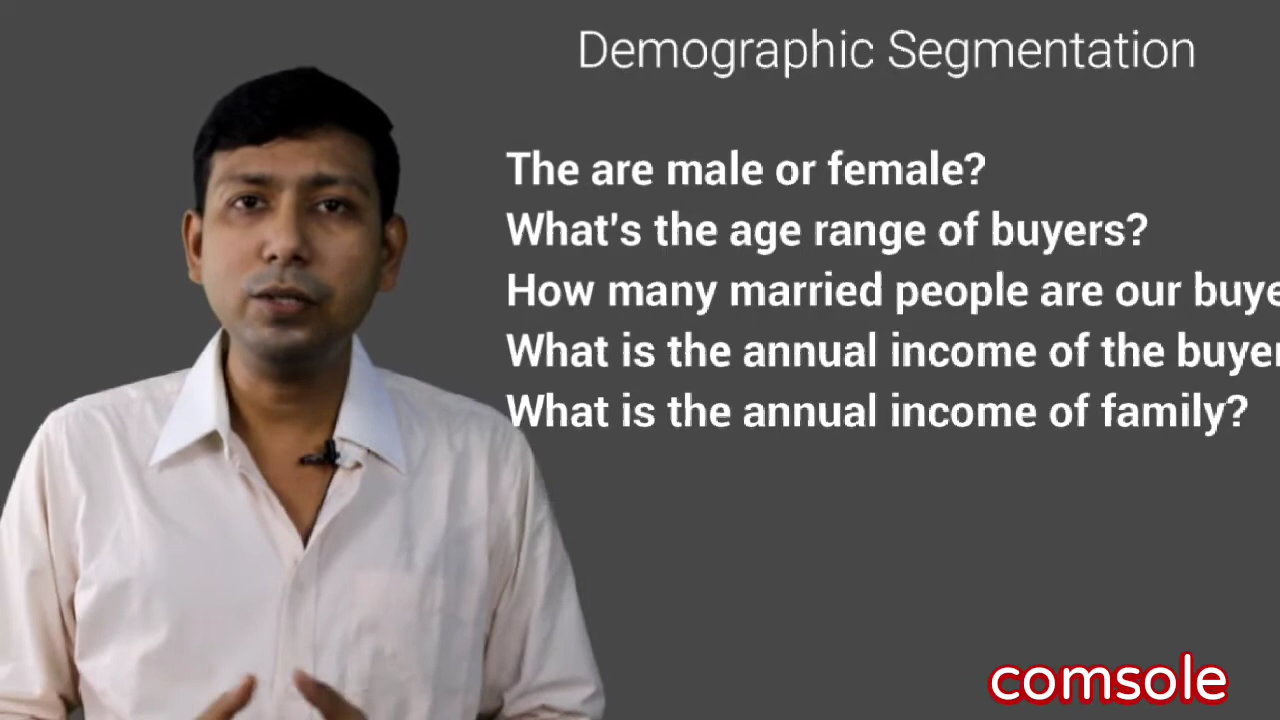 Demographic Segmentation
The are male or female?
What's the age range of buyers?
How many married people are our buye
What is the annual income of the buyer
What is the annual income of family?
comsole